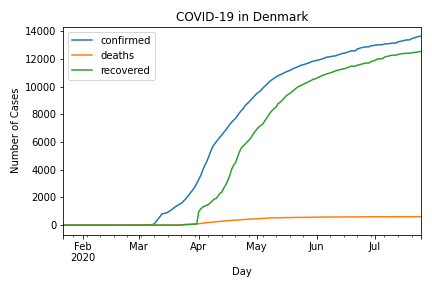 COVID-19 in Denmark
confirmed
deaths
recovered
14000
12000
10000
8000
6000
4000
2000
0
Number of Cases
Feb
2020
Mar
Apr
May
Jun
Jul
Day